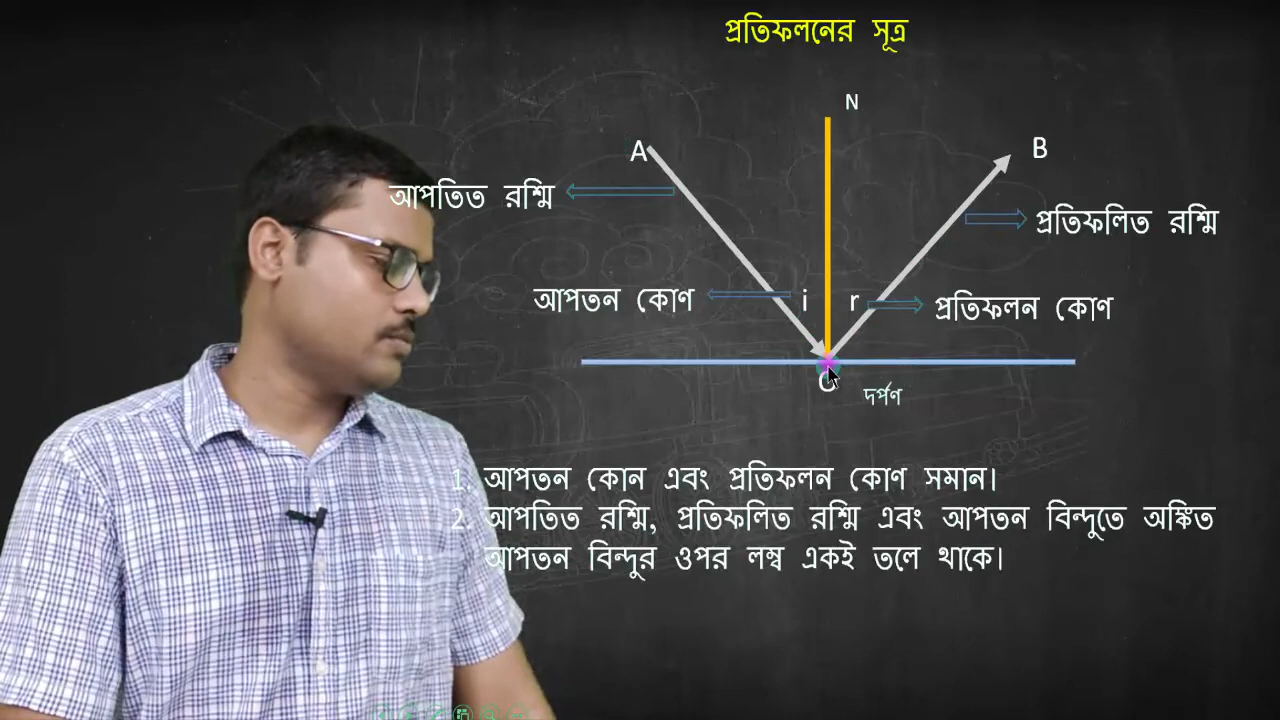 প্রতিফলনের সূত্র
N
A
B
আপতিত রশ্মি
প্রতিফলিত রশ্মি
আপতন কোণ
i
r
প্রতিফলন কোণ
দর্পণ
1. আপতন কোন এবং প্রতিফলন কোণ সমান।
2. আপতিত রশ্মি, প্রতিফলিত রশ্মি এবং আপতন বিন্দুতে অঙ্কিত
আপতন বিন্দুর ওপর লম্ব একই তলে থাকে।